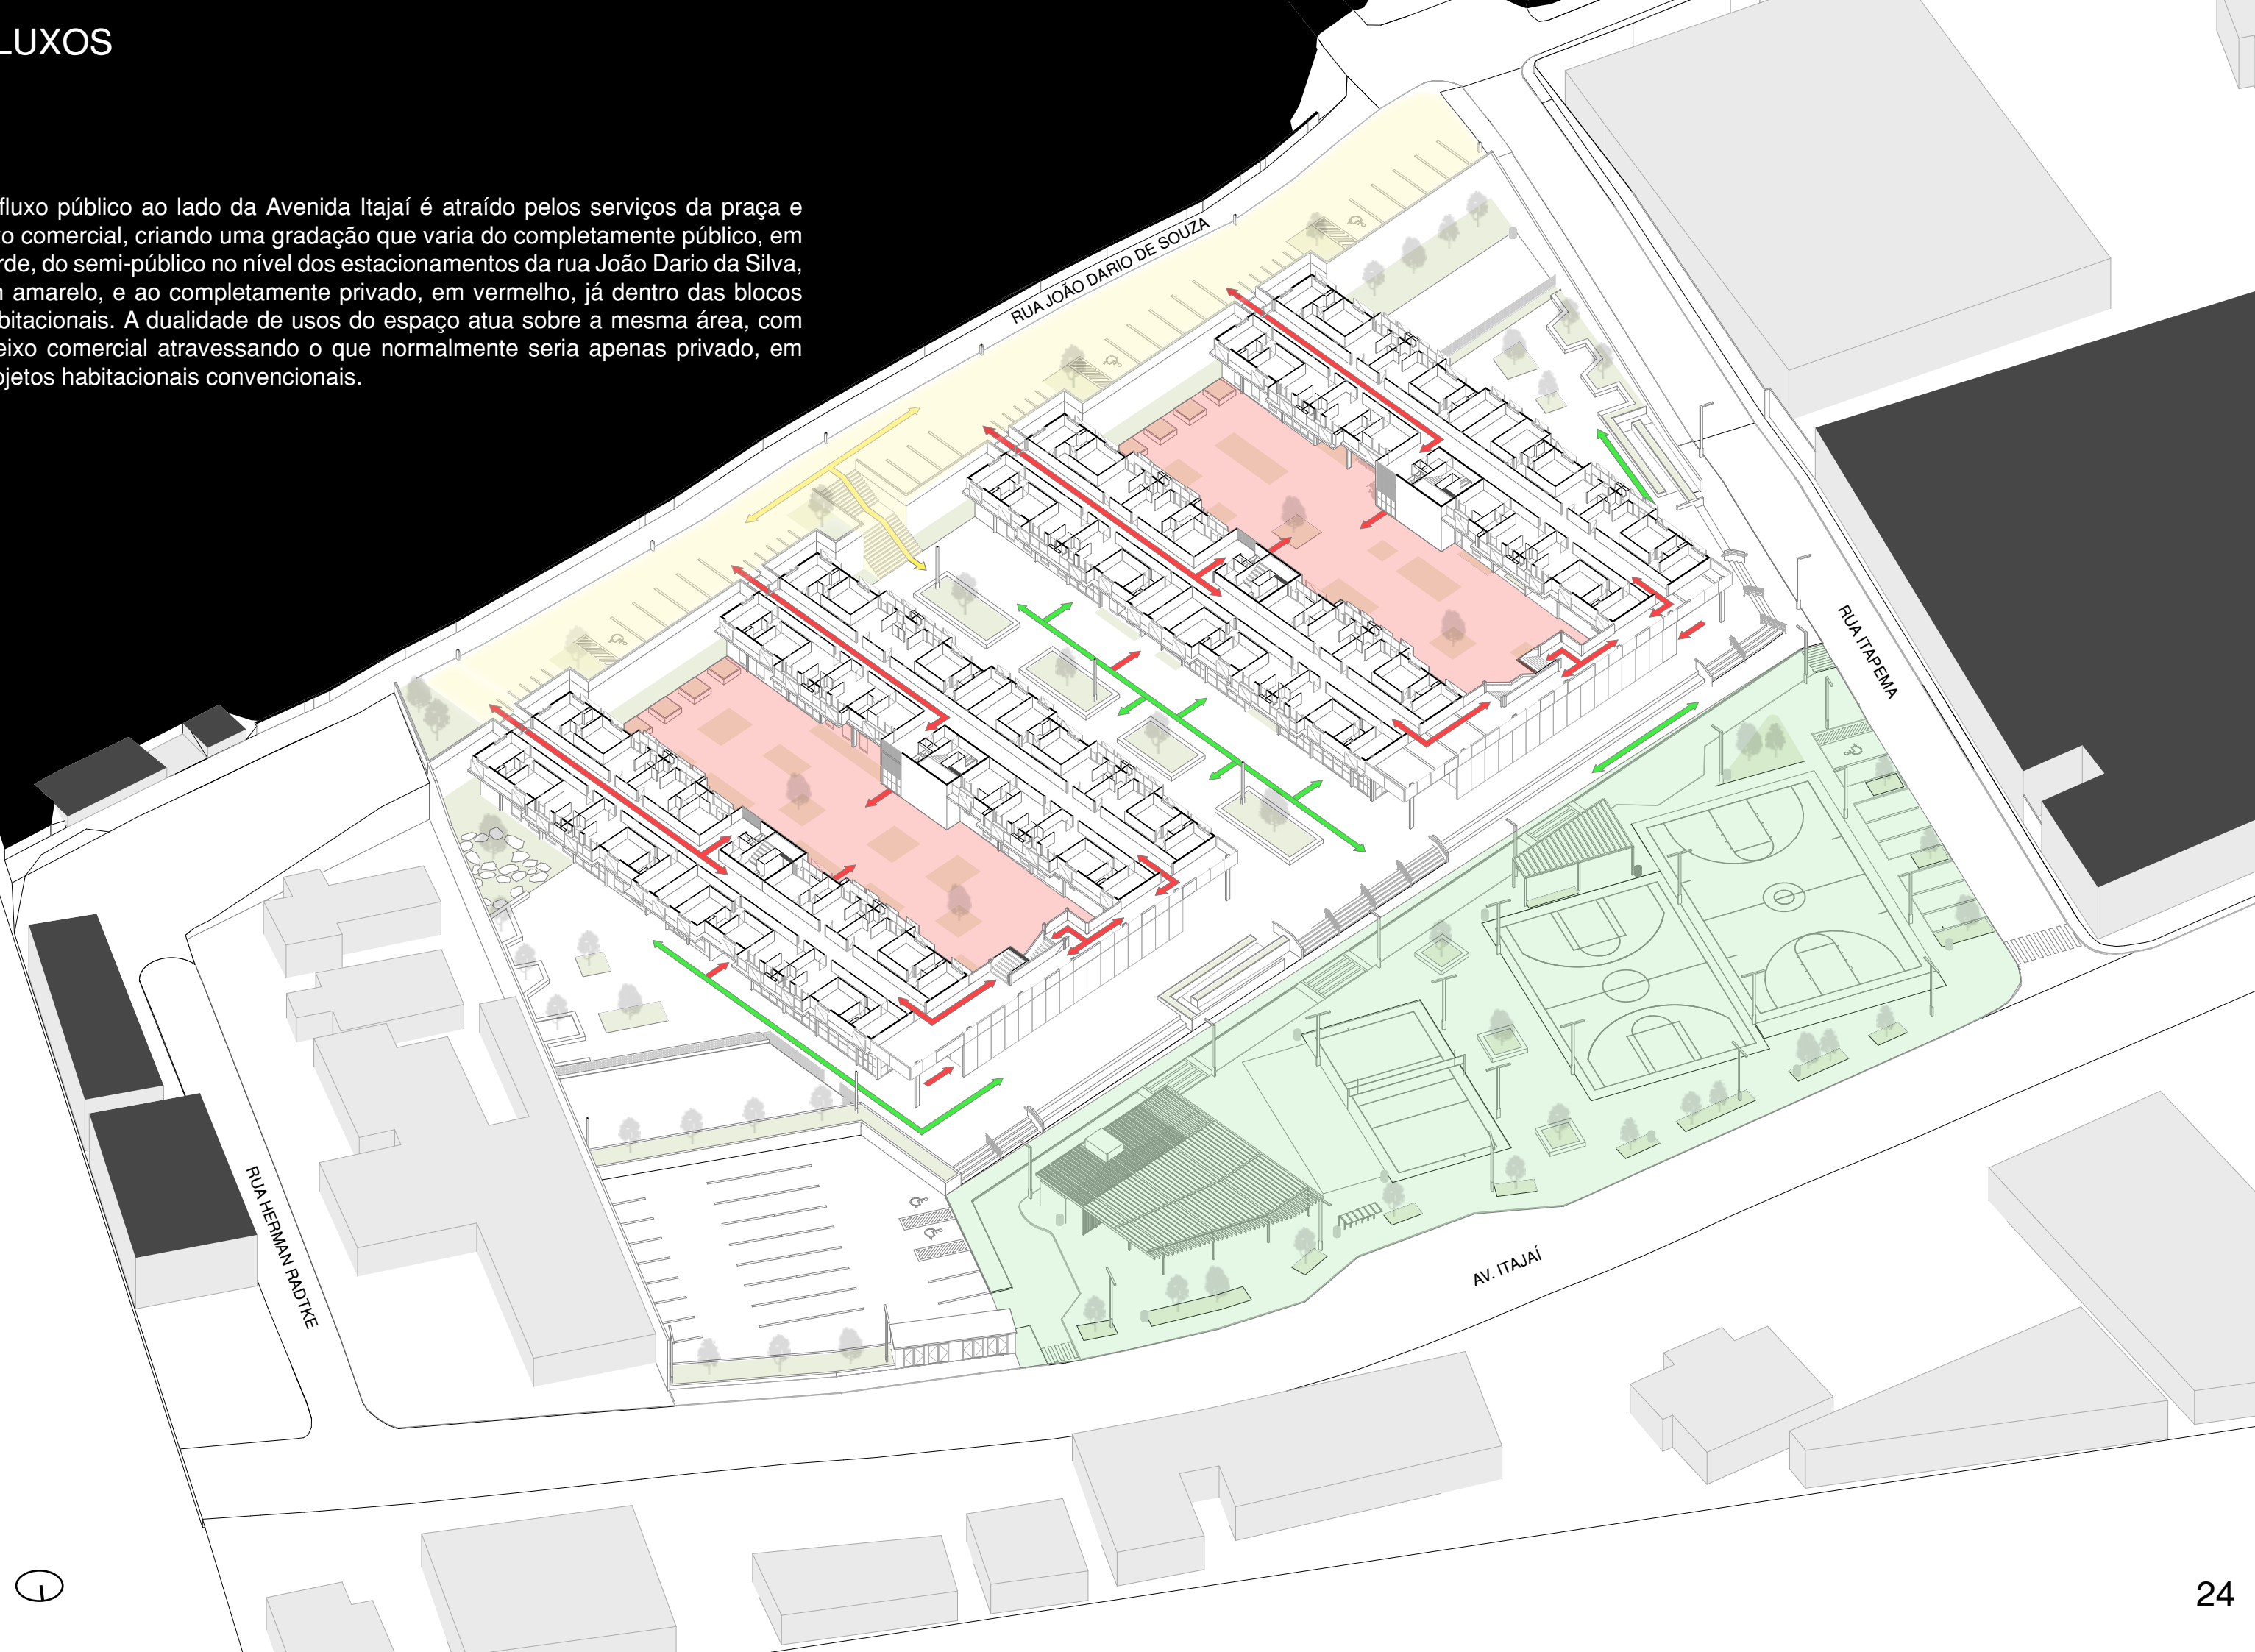 LUXOS
fluxo público ao lado da Avenida Itajaí é atraído pelos serviços da praça e
o comercial, criando uma gradação que varia do completamente público, em
rde, do semi-público no nível dos estacionamentos da rua João Dario da Silva,
amarelo, e ao completamente privado, em vermelho, já dentro das blocos
bitacionais. A dualidade de usos do espaço atua sobre a mesma área, com
eixo comercial atravessando o que normalmente seria apenas privado, em
ojetos habitacionais convencionais.
RUA JOÃO DARIO DE SOUZA
RUA ITAPEMA
RUA HERMAN RADTKE
AV. ITAJAÍ
24